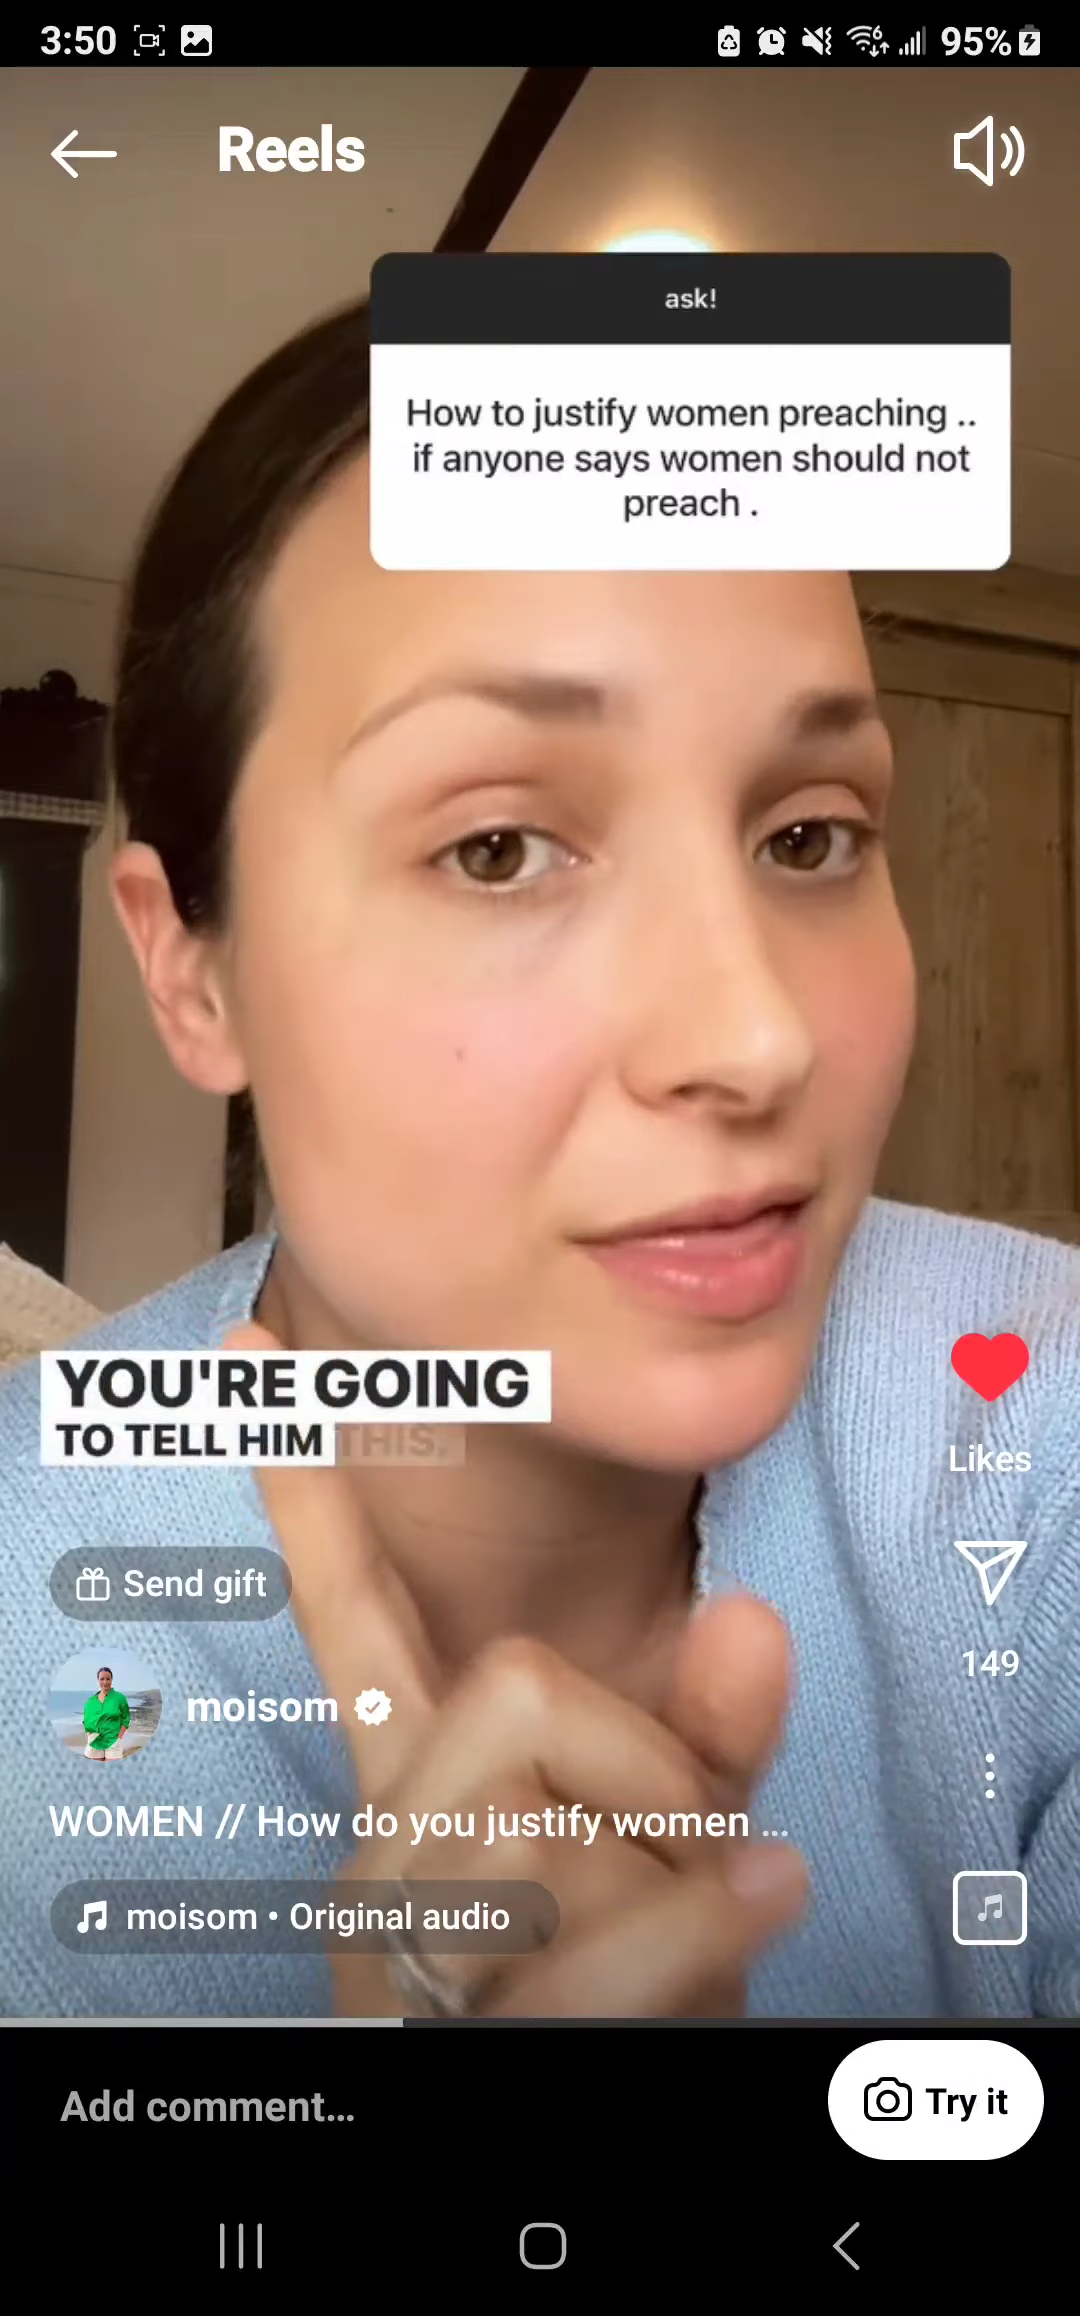 3:50
95%
Reels
ask!
How to justify women preaching ..
if anyone says women should not
preach .
YOU'RE GOING
TO TELL HIM THIS.
Likes
Send gift
149
moisom
WOMEN // How do you justify women ...
moisom • Original audio
Add comment...
Try it